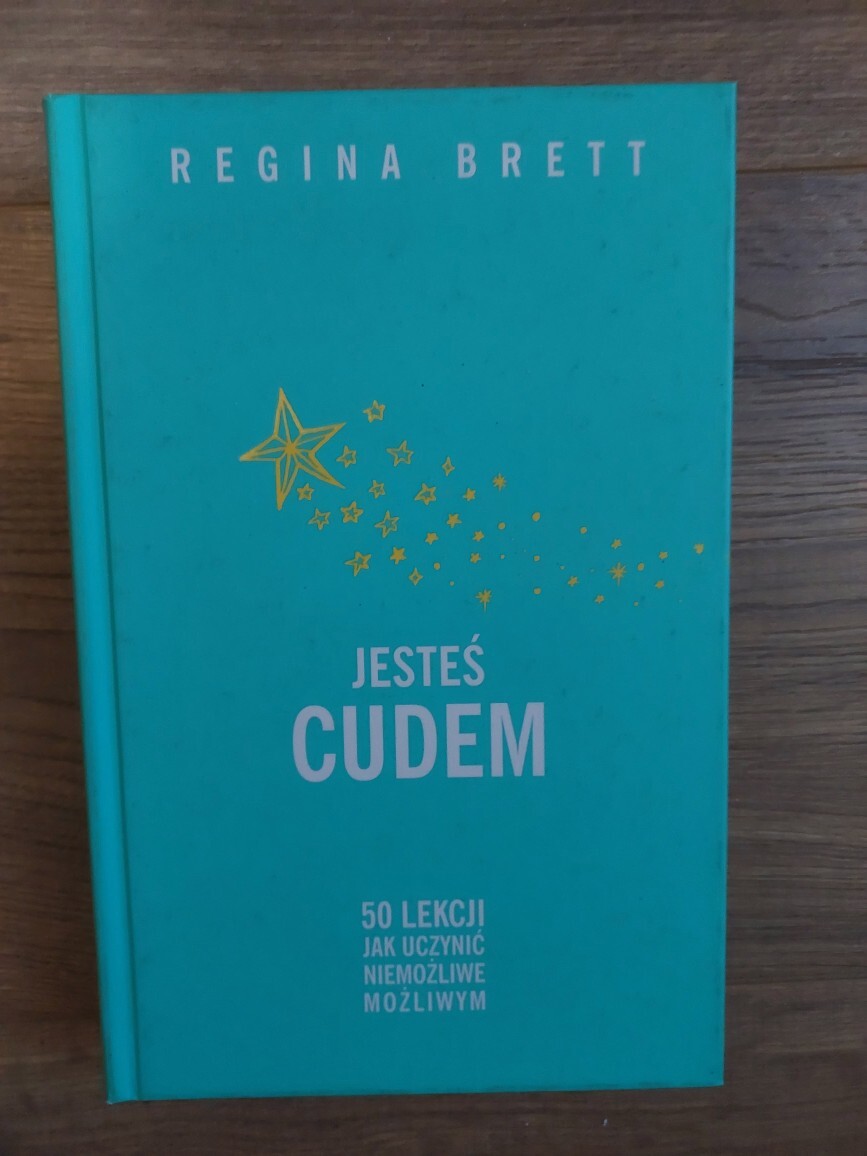 REGINA BRETT
JESTEŚ
CUDEM
50 LEKCJI
JAK UCZYNIĆ
NIEMOŻLIWE
MOŻLIWYM